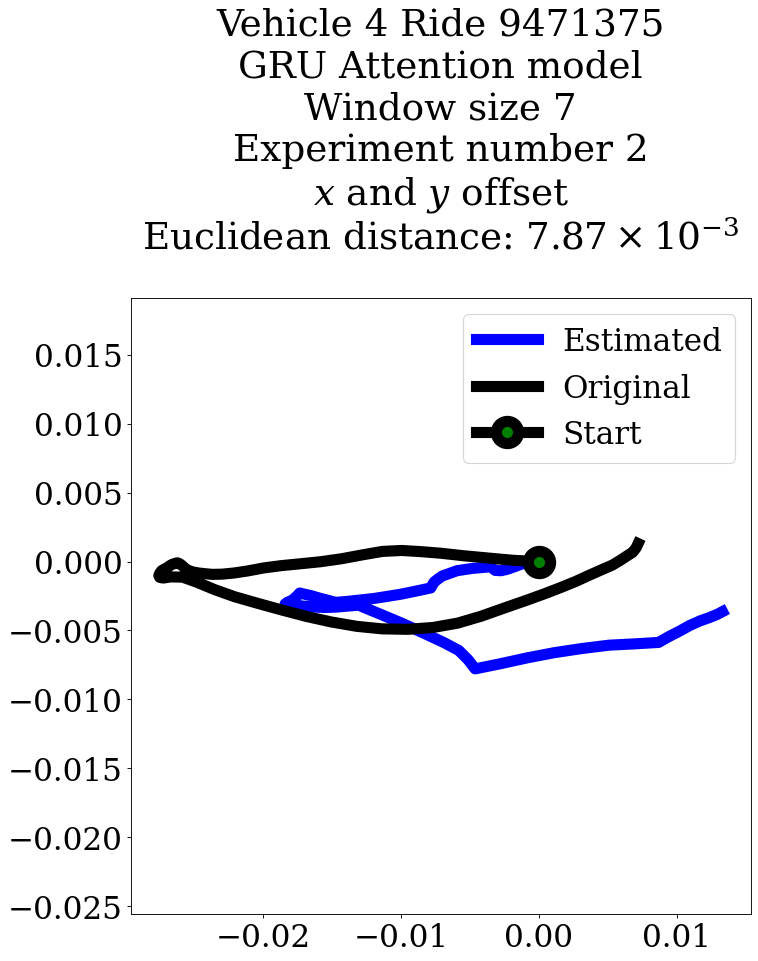 Vehicle 4 Ride 9471375
GRU Attention model
Window size 7
Experiment number 2
x and y offset
Euclidean distance: 7.87 × 10⁻³
Estimated
Original
Start
0.015
0.010
0.005
0.000
−0.005
−0.010
−0.015
−0.020
−0.025
−0.02 −0.01 0.00 0.01